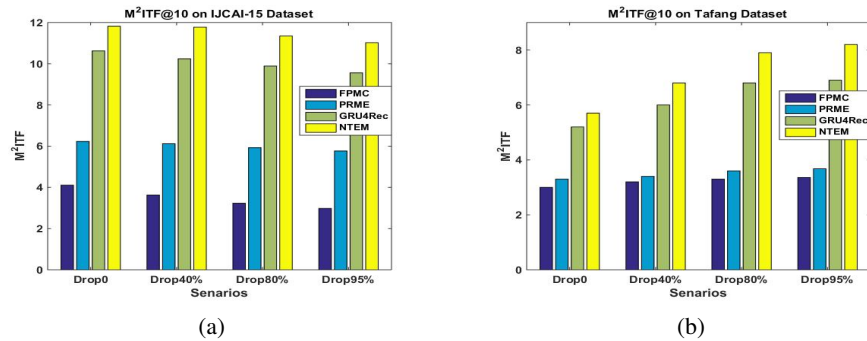 M²ITF@10 on IJCAI-15 Dataset
12
10
8
6
4
2
0
M²ITF
FPMC
PRME
GRU4Rec
NTEM
Drop0 Drop40% Drop80% Drop95%
Senarios
(a)
M²ITF@10 on Tafang Dataset
8
6
4
2
0
M²ITF
FPMC
PRME
GRU4Rec
NTEM
Drop0 Drop40% Drop80% Drop95%
Senarios
(b)